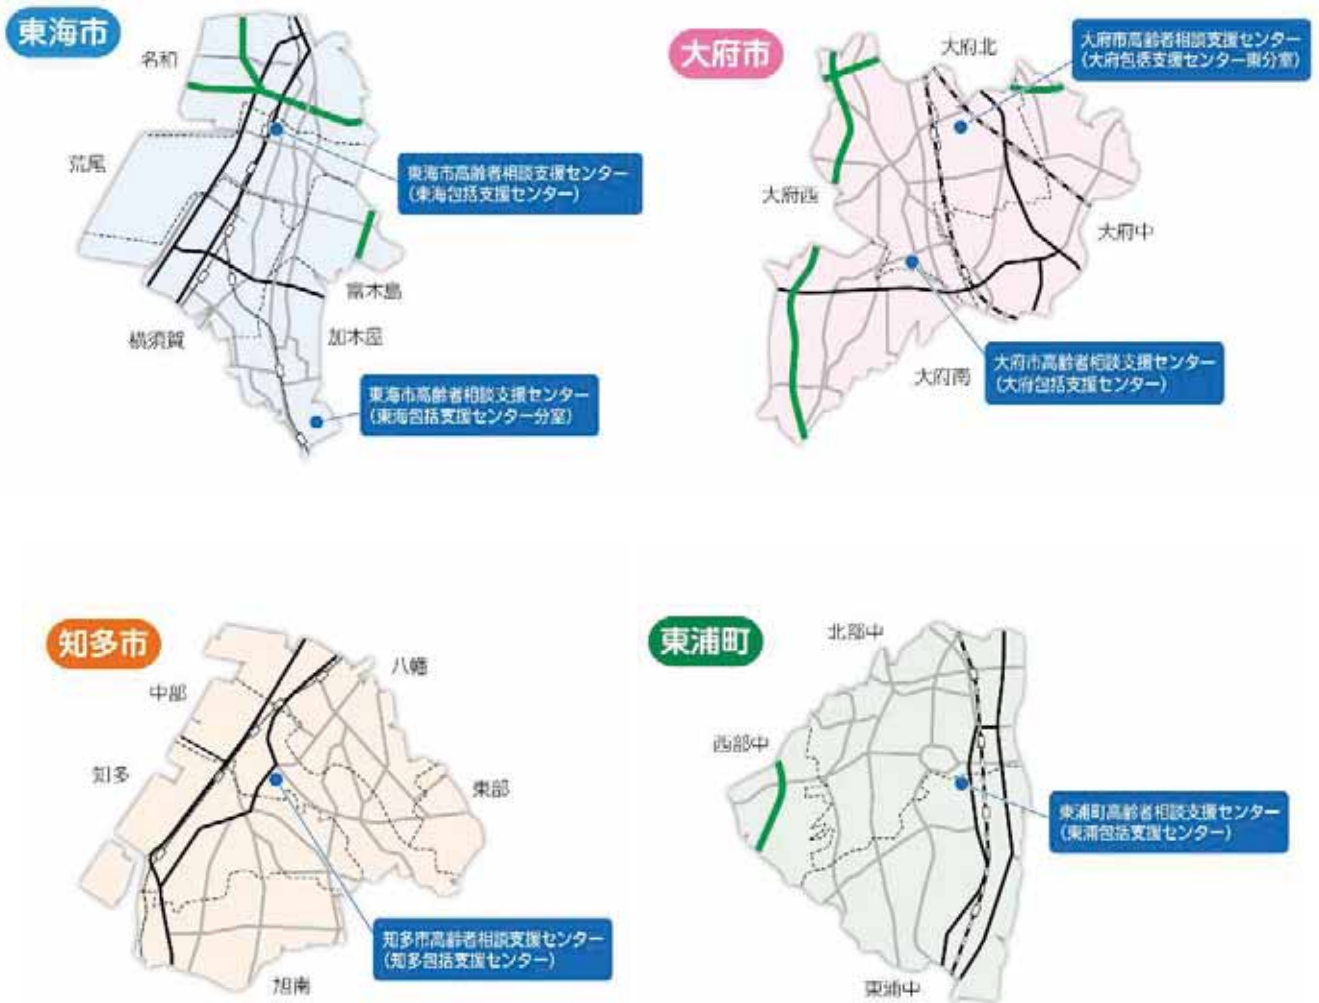 東海市
名和
荒尾
東海市高齢者相談支援センター
(東海包括支援センター)
富木島
横須賀
加木屋
東海市高齢者相談支援センター
(東海包括支援センター分室)
大府市
大府北
大府市高齢者相談支援センター
(大府包括支援センター東分室)
大府西
大府中
大府南
大府市高齢者相談支援センター
(大府包括支援センター)
知多市
八幡
中部
知多
東部
知多市高齢者相談支援センター
(知多包括支援センター)
旭南
東浦町
北部中
西部中
東浦町高齢者相談支援センター
(東浦包括支援センター)
東浦中